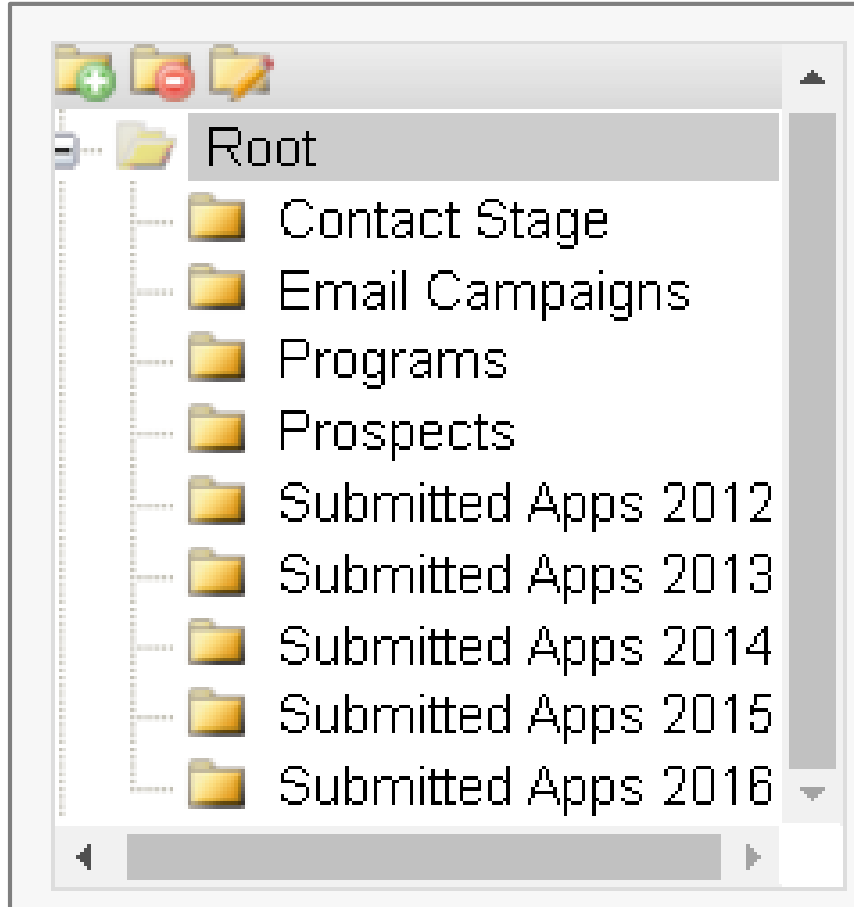 Root
Contact Stage
Email Campaigns
Programs
Prospects
Submitted Apps 2012
Submitted Apps 2013
Submitted Apps 2014
Submitted Apps 2015
Submitted Apps 2016